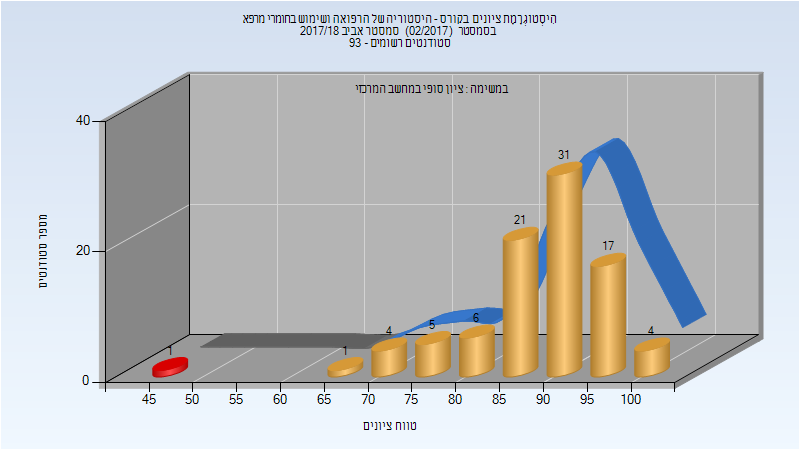 היסטוגרמת ציונים בקורס - היסטוריה של הרפואה ושימוש בחומרי מרפא
בסמסטר (02/2017) סמסטר אביב 2017/18
סטודנטים רשומים - 93
במשימה : ציון סופי במחשב המרכזי
מספר סטודנטים
40
20
0
1
1
4
5
6
21
31
17
4
45 50 55 60 65 70 75 80 85 90 95 100
טווח ציונים